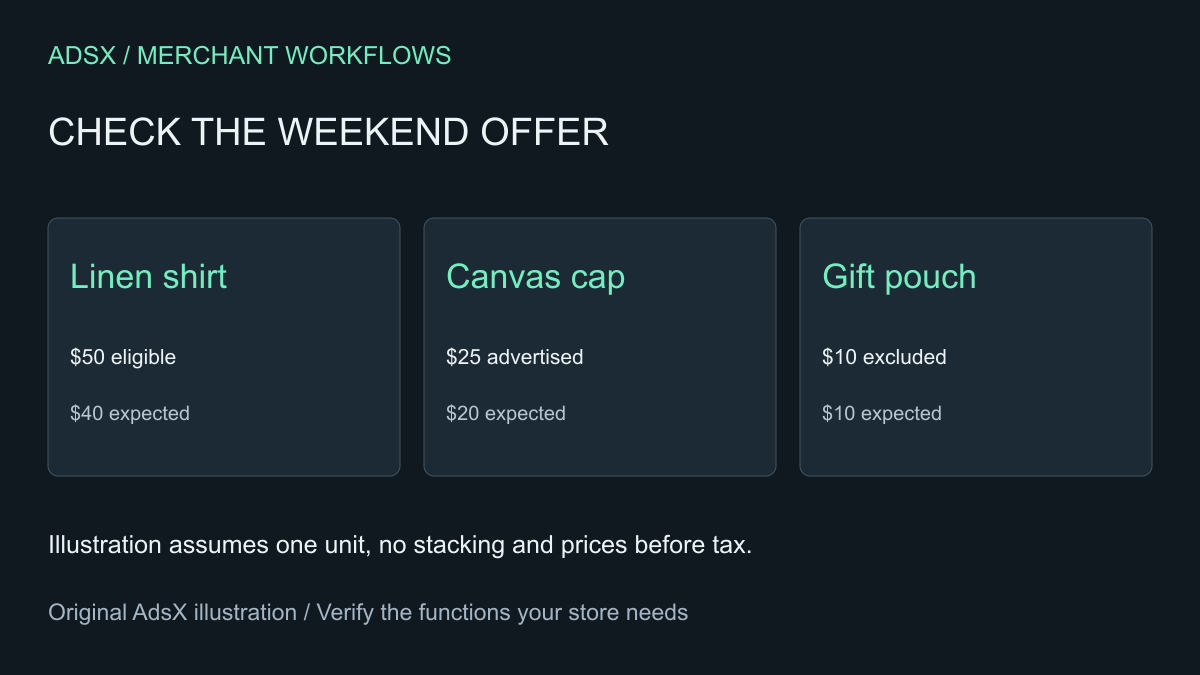 ADSX / MERCHANT WORKFLOWS
CHECK THE WEEKEND OFFER
Linen shirt
$50 eligible
$40 expected
Canvas cap
$25 advertised
$20 expected
Gift pouch
$10 excluded
$10 expected
Illustration assumes one unit, no stacking and prices before tax.
Original AdsX illustration / Verify the functions your store needs